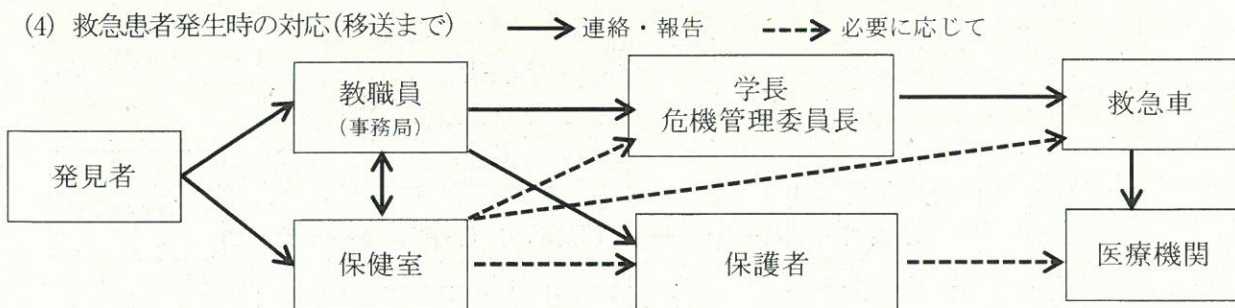 (4) 救急患者発生時の対応(移送まで) 連絡・報告 必要に応じて
発見者
教職員
(事務局)
保健室
学長
危機管理委員長
保護者
救急車
医療機関